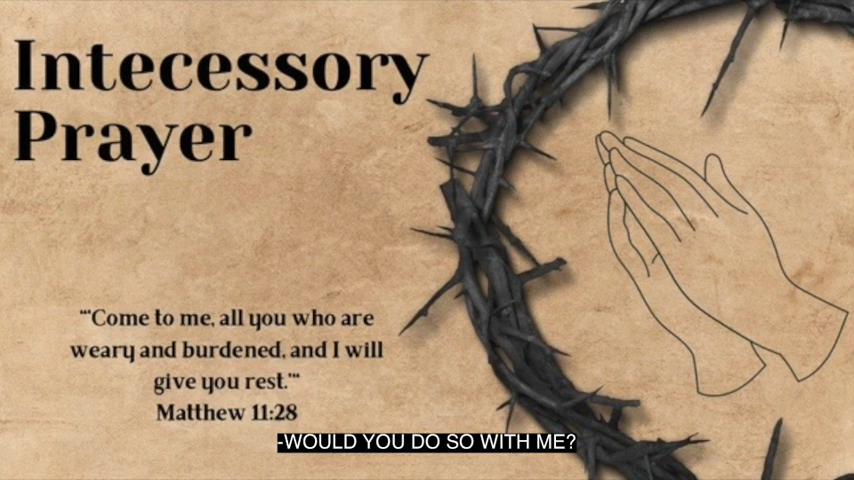 Intecessory
Prayer
"“Come to me, all you who are
weary and burdened, and I will
give you rest.”"
Matthew 11:28
-WOULD YOU DO SO WITH ME?